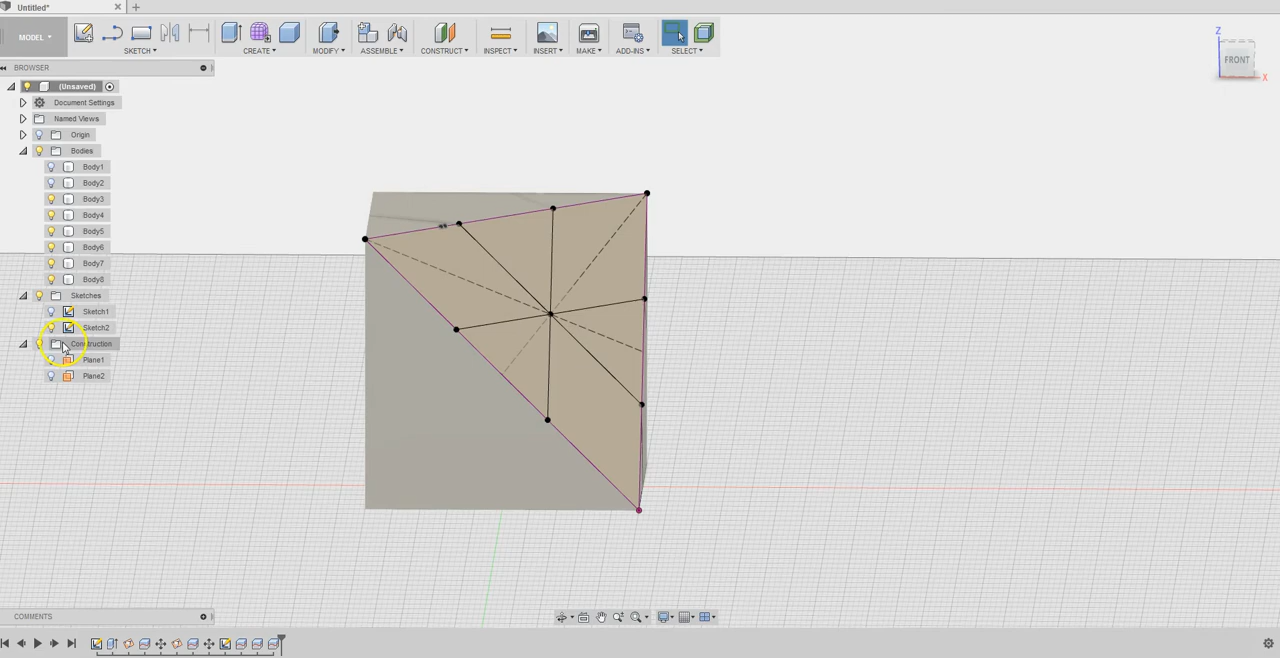 Untitled*
MODEL
SKETCH
CREATE
MODIFY
ASSEMBLE
CONSTRUCT
INSPECT
INSERT
MAKE
ADD-INS
SELECT
Z
FRONT
X
BROWSER
(Unsaved)
Document Settings
Named Views
Origin
Bodies
Body1
Body2
Body3
Body4
Body5
Body6
Body7
Body8
Sketches
Sketch1
Sketch2
Construction
Plane1
Plane2
COMMENTS